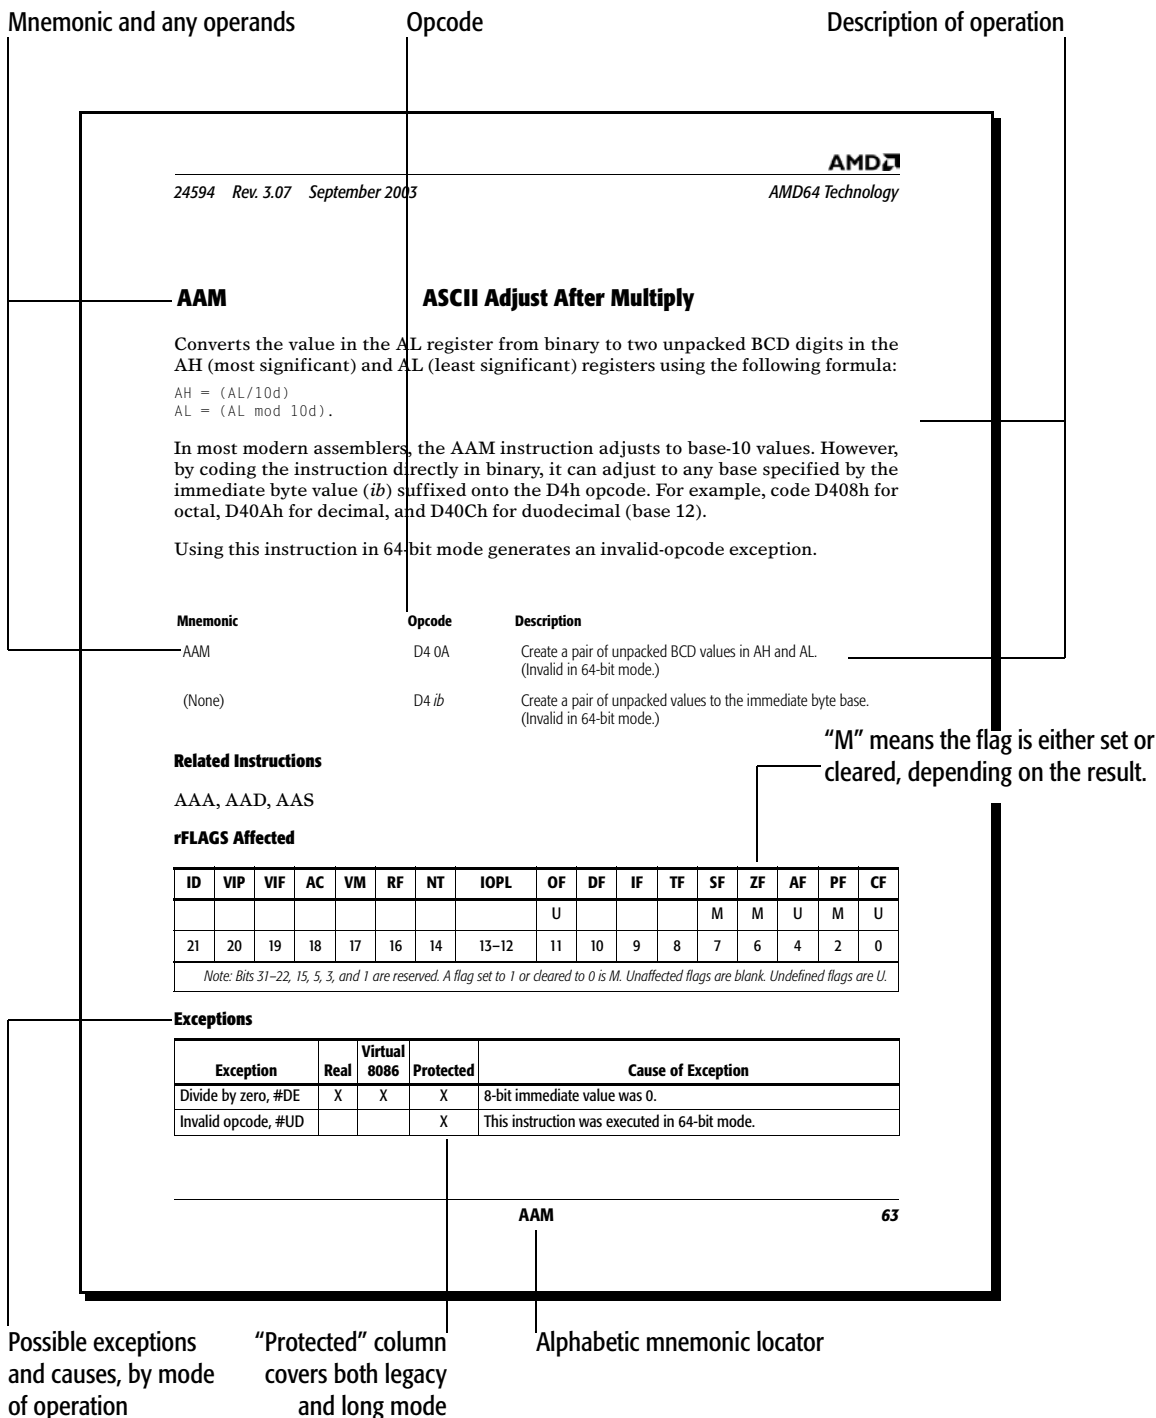 Mnemonic and any operands
Opcode
Description of operation
AMD
24594 Rev. 3.07 September 2003
AMD64 Technology
AAM
ASCII Adjust After Multiply
Converts the value in the AL register from binary to two unpacked BCD digits in the
AH (most significant) and AL (least significant) registers using the following formula:
AH = (AL/10d)
AL = (AL mod 10d).
In most modern assemblers, the AAM instruction adjusts to base-10 values. However,
by coding the instruction directly in binary, it can adjust to any base specified by the
immediate byte value (ib) suffixed onto the D4h opcode. For example, code D408h for
octal, D40Ah for decimal, and D40Ch for duodecimal (base 12).
Using this instruction in 64-bit mode generates an invalid-opcode exception.
Mnemonic Opcode Description
AAM D4 0A Create a pair of unpacked BCD values in AH and AL.
(Invalid in 64-bit mode.)
(None) D4 ib Create a pair of unpacked values to the immediate byte base.
(Invalid in 64-bit mode.)
“M” means the flag is either set or
cleared, depending on the result.
Related Instructions
AAA, AAD, AAS
rFLAGS Affected
ID VIP VIF AC VM RF NT IOPL OF DF IF TF SF ZF AF PF CF
U M M U M U
21 20 19 18 17 16 14 13–12 11 10 9 8 7 6 4 2 0
Note: Bits 31–22, 15, 5, 3, and 1 are reserved. A flag set to 1 or cleared to 0 is M. Unaffected flags are blank. Undefined flags are U.
Exceptions
Exception Real Virtual 8086 Protected Cause of Exception
Divide by zero, #DE X X X 8-bit immediate value was 0.
Invalid opcode, #UD X This instruction was executed in 64-bit mode.
AAM
63
Possible exceptions
and causes, by mode
of operation
“Protected” column
covers both legacy
and long mode
Alphabetic mnemonic locator